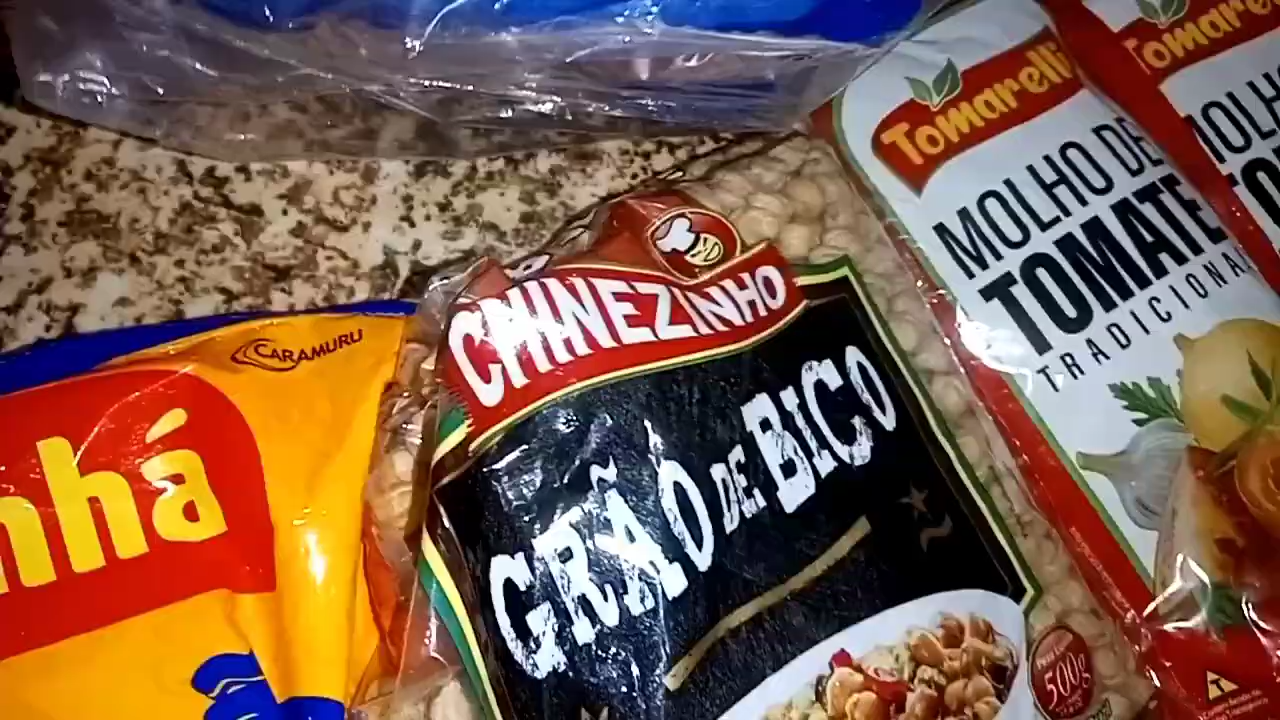 CARAMURU
nhá
CHINEZINHO
GRÃO DE BICO
500g
Tomarelli
MOLHO DE
TOMATE
TRADICIONAL
T
Tomarelli
MOLHO